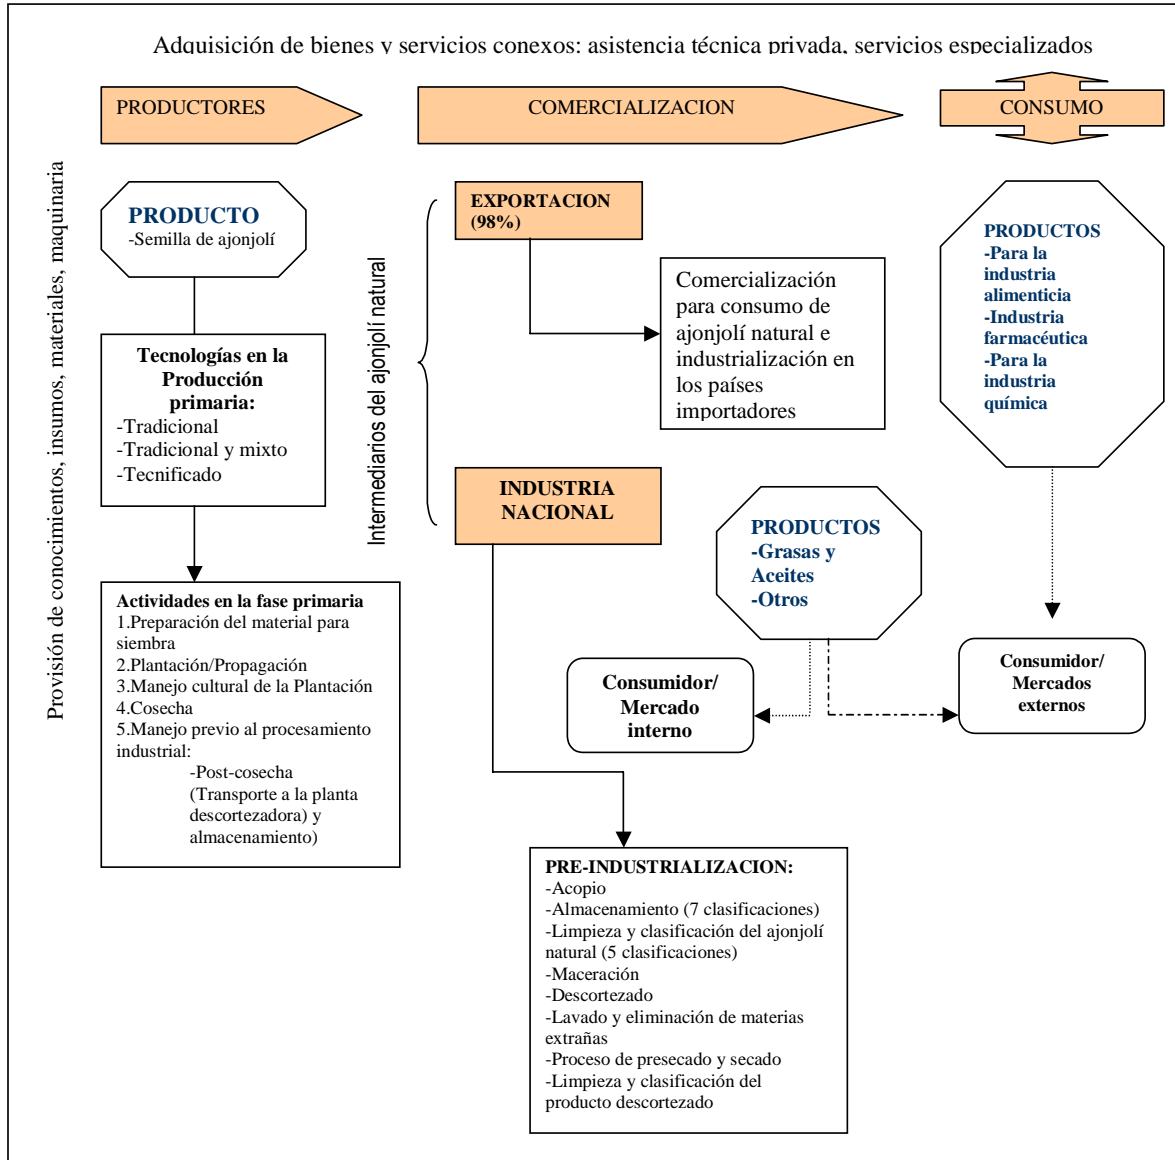 Adquisición de bienes y servicios conexos: asistencia técnica privada, servicios especializados
PRODUCTORES
COMERCIALIZACION
CONSUMO
Provisión de conocimientos, insumos, materiales, maquinaria
PRODUCTO
-Semilla de ajonjolí
Tecnologías en la
Producción
primaria:
-Tradicional
-Tradicional y mixto
-Tecnificado
Actividades en la fase primaria
1.Preparación del material para
siembra
2.Plantación/Propagación
3.Manejo cultural de la Plantación
4.Cosecha
5.Manejo previo al procesamiento
industrial:
-Post-cosecha
(Transporte a la planta
descortezadora) y
almacenamiento)
Intermediarios del ajonjolí natural
EXPORTACION
(98%)
Comercialización
para consumo de
ajonjolí natural e
industrialización en
los países
importadores
INDUSTRIA
NACIONAL
PRODUCTOS
-Grasas y
Aceites
-Otros
Consumidor/
Mercado
interno
PRE-INDUSTRIALIZACION:
-Acopio
-Almacenamiento (7 clasificaciones)
-Limpieza y clasificación del ajonjolí
natural (5 clasificaciones)
-Maceración
-Descortezado
-Lavado y eliminación de materias
extrañas
-Proceso de presecado y secado
-Limpieza y clasificación del
producto descortezado
PRODUCTOS
-Para la
industria
alimenticia
-Industria
farmacéutica
-Para la
industria
química
Consumidor/
Mercados
externos